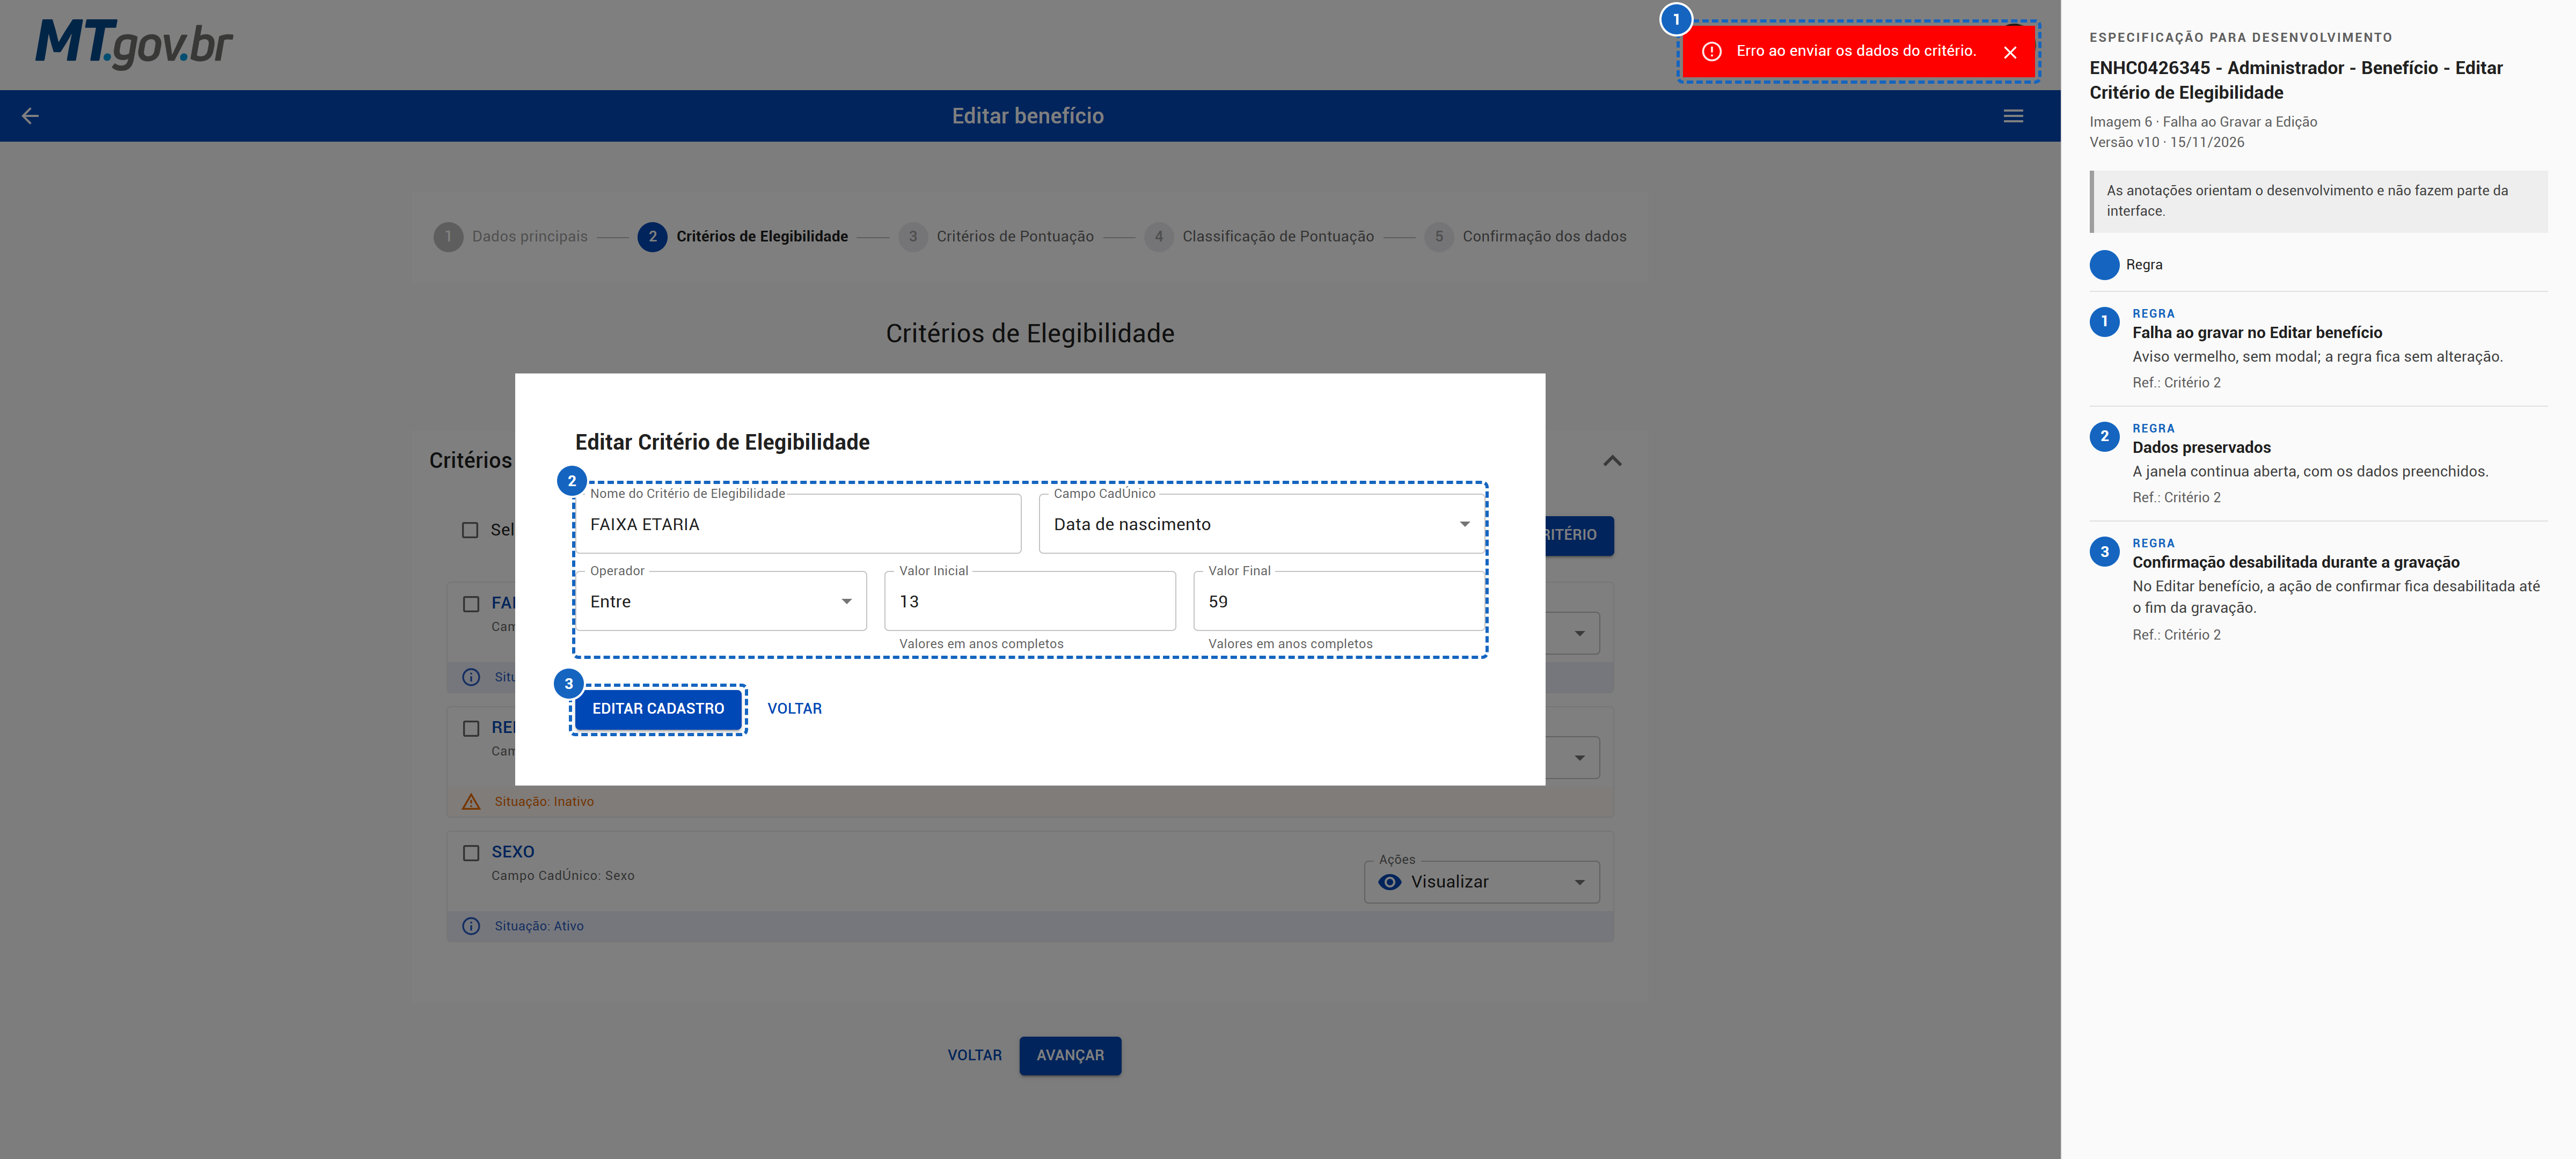 MT.gov.br
1
Erro ao enviar os dados do critério.
Editar benefício
1 Dados principais
2 Critérios de Elegibilidade
3 Critérios de Pontuação
4 Classificação de Pontuação
5 Confirmação dos dados
Critérios de Elegibilidade
Critérios
Editar Critério de Elegibilidade
2
Nome do Critério de Elegibilidade
FAIXA ETARIA
Campo CadÚnico
Data de nascimento
Operador
Entre
Valor Inicial
13
Valores em anos completos
Valor Final
59
Valores em anos completos
3
EDITAR CADASTRO
VOLTAR
Situação: Inativo
SEXO
Campo CadÚnico: Sexo
Ações
Visualizar
Situação: Ativo
VOLTAR
AVANÇAR
ESPECIFICAÇÃO PARA DESENVOLVIMENTO
ENHC0426345 - Administrador - Benefício - Editar
Critério de Elegibilidade
Imagem 6 · Falha ao Gravar a Edição
Versão v10 · 15/11/2026
As anotações orientam o desenvolvimento e não fazem parte da
interface.
Regra
1
REGRA
Falha ao gravar no Editar benefício
Aviso vermelho, sem modal; a regra fica sem alteração.
Ref.: Critério 2
2
REGRA
Dados preservados
A janela continua aberta, com os dados preenchidos.
Ref.: Critério 2
3
REGRA
Confirmação desabilitada durante a gravação
No Editar benefício, a ação de confirmar fica desabilitada até
o fim da gravação.
Ref.: Critério 2